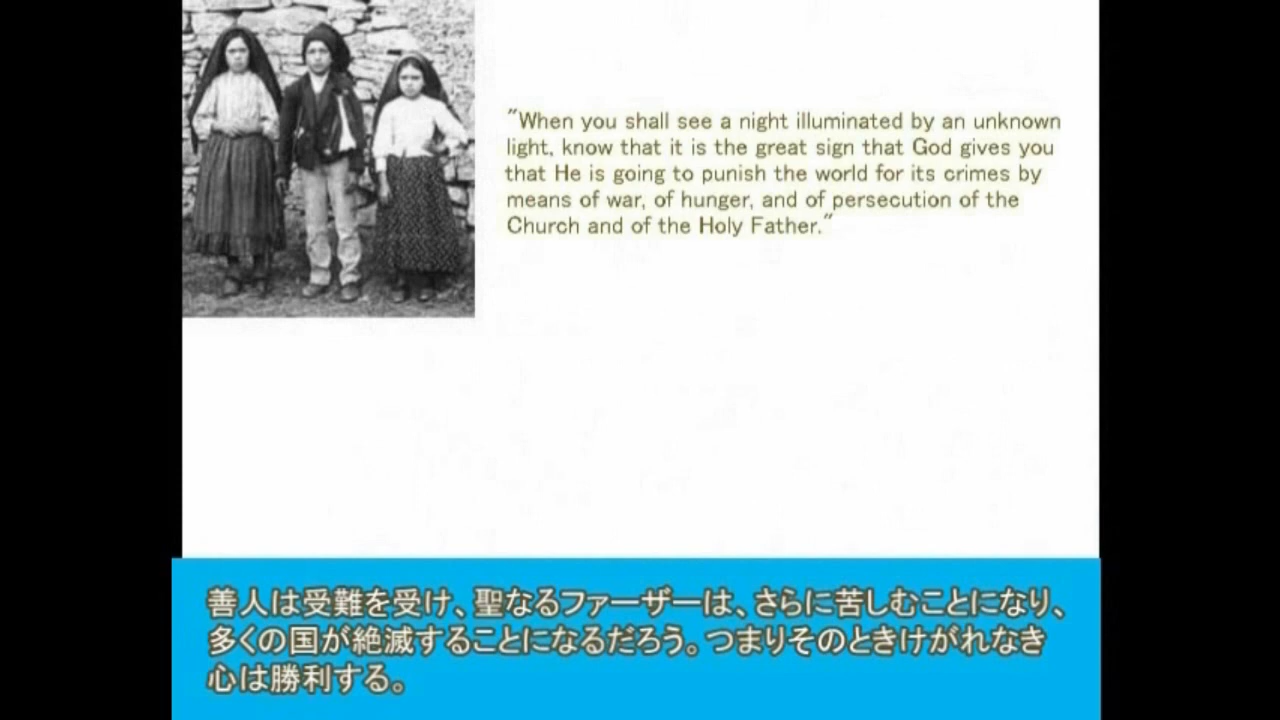 "When you shall see a night illuminated by an unknown
light, know that it is the great sign that God gives you
that He is going to punish the world for its crimes by
means of war, of hunger, and of persecution of the
Church and of the Holy Father."
善人は受難を受け、聖なるファーザーは、さらに苦しむことになり、
多くの国が絶滅することになるだろう。つまりそのときけがれなき
心は勝利する。